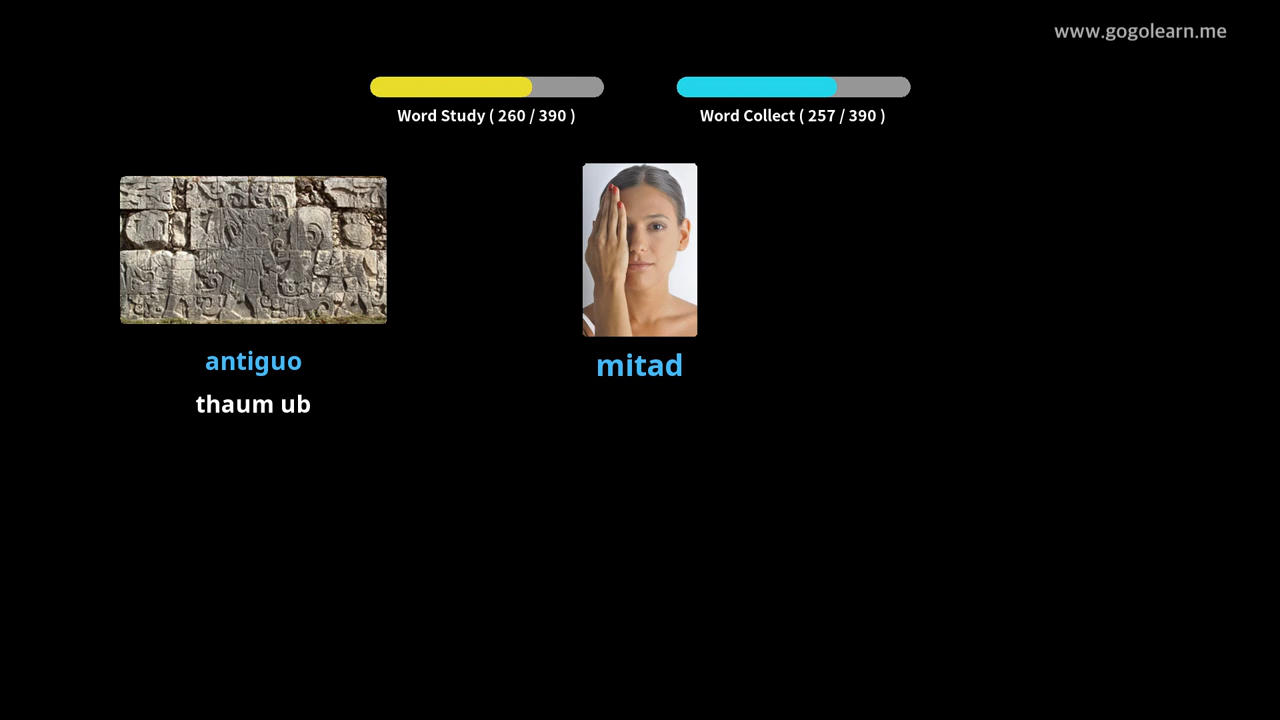 www.gogolearn.me
Word Study ( 260 / 390 )
Word Collect ( 257 / 390 )
antiguo
thaum ub
mitad